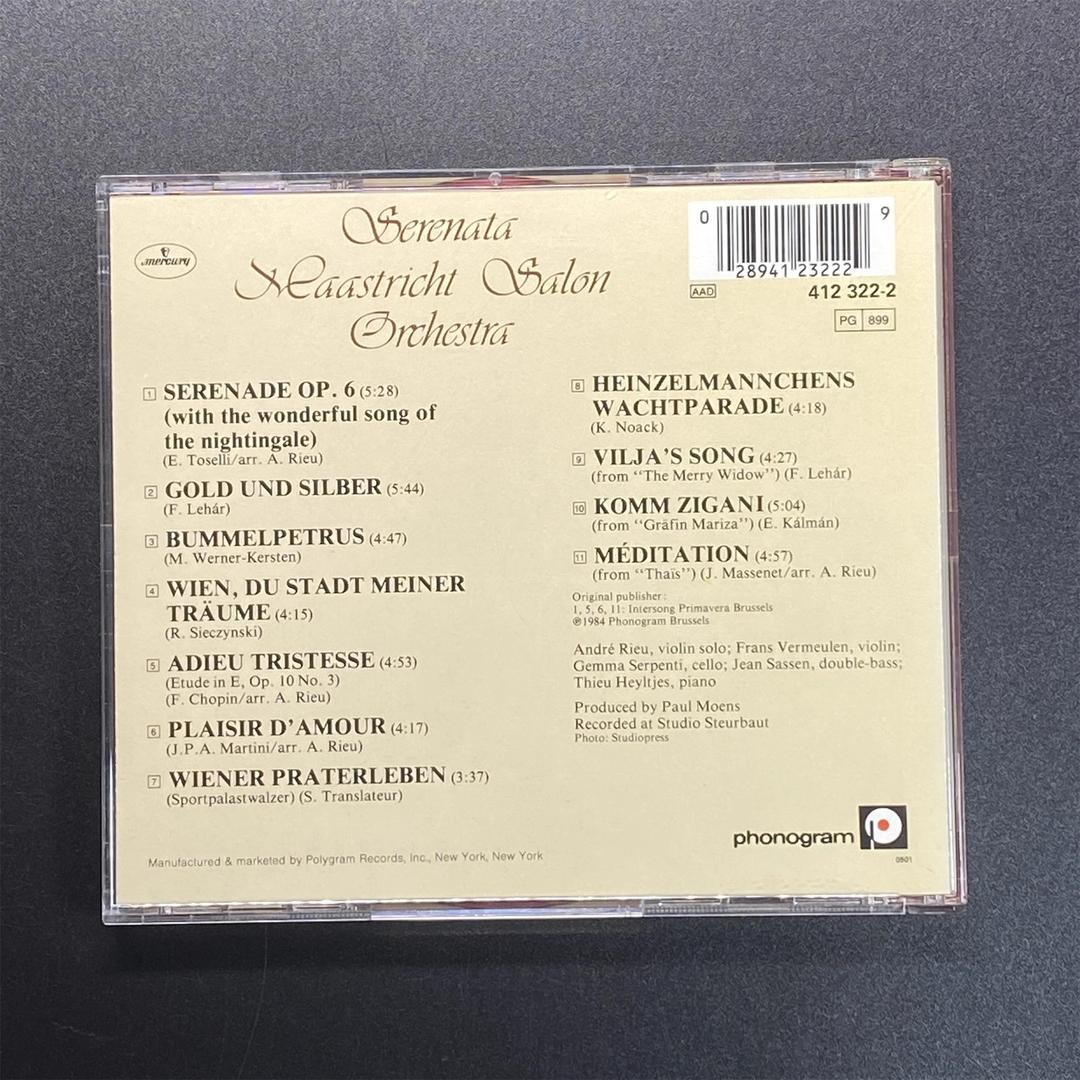 Serenata
Maastricht Salon
Orchestra
mercury
0 28941 23222 9
AAD
412 322-2
PG 899
1 SERENADE OP. 6 (5:28)
(with the wonderful song of
the nightingale)
(E. Toselli/arr. A. Rieu)
2 GOLD UND SILBER (5:44)
(F. Lehár)
3 BUMMELPETRUS (4:47)
(M. Werner-Kersten)
4 WIEN, DU STADT MEINER
TRÄUME (4:15)
(R. Sieczynski)
5 ADIEU TRISTESSE (4:53)
(Etude in E, Op. 10 No. 3)
(F. Chopin/arr. A. Rieu)
6 PLAISIR D'AMOUR (4:17)
(J.P.A. Martini/arr. A. Rieu)
7 WIENER PRATERLEBEN (3:37)
(Sportpalastwalzer) (S. Translateur)
8 HEINZELMANNCHENS
WACHTPARADE (4:18)
(K. Noack)
9 VILJA'S SONG (4:27)
(from "The Merry Widow") (F. Lehár)
10 KOMM ZIGANI (5:04)
(from "Gräfin Mariza") (E. Kálmán)
11 MÉDITATION (4:57)
(from "Thaïs") (J. Massenet/arr. A. Rieu)
Original publisher:
1, 5, 6, 11: Intersong Primavera Brussels
℗1984 Phonogram Brussels
André Rieu, violin solo; Frans Vermeulen, violin;
Gemma Serpenti, cello; Jean Sassen, double-bass;
Thieu Heyltjes, piano
Produced by Paul Moens
Recorded at Studio Steurbaut
Photo: Studiopress
phonogram
0501
Manufactured & marketed by Polygram Records, Inc., New York, New York